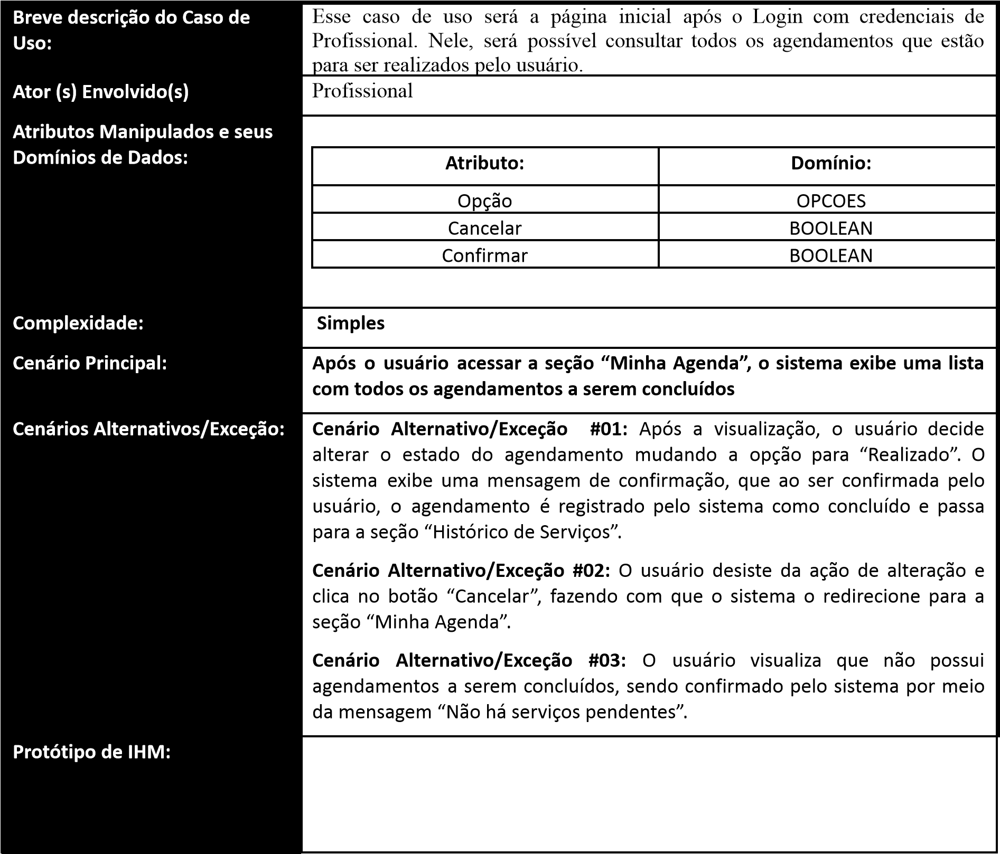 Breve descrição do Caso de
Uso:
Esse caso de uso será a página inicial após o Login com credenciais de
Profissional. Nele, será possível consultar todos os agendamentos que estão
para ser realizados pelo usuário.
Ator (s) Envolvido(s)
Profissional
Atributos Manipulados e seus
Domínios de Dados:
Atributo: Domínio:
Opção OPCOES
Cancelar BOOLEAN
Confirmar BOOLEAN
Complexidade:
Simples
Cenário Principal:
Após o usuário acessar a seção “Minha Agenda”, o sistema exibe uma lista
com todos os agendamentos a serem concluídos
Cenários Alternativos/Exceção:
Cenário Alternativo/Exceção #01: Após a visualização, o usuário decide
alterar o estado do agendamento mudando a opção para “Realizado”. O
sistema exibe uma mensagem de confirmação, que ao ser confirmada pelo
usuário, o agendamento é registrado pelo sistema como concluído e passa
para a seção “Histórico de Serviços”.
Cenário Alternativo/Exceção #02: O usuário desiste da ação de alteração e
clica no botão “Cancelar”, fazendo com que o sistema o redirecione para a
seção “Minha Agenda”.
Cenário Alternativo/Exceção #03: O usuário visualiza que não possui
agendamentos a serem concluídos, sendo confirmado pelo sistema por meio
da mensagem “Não há serviços pendentes”.
Protótipo de IHM: